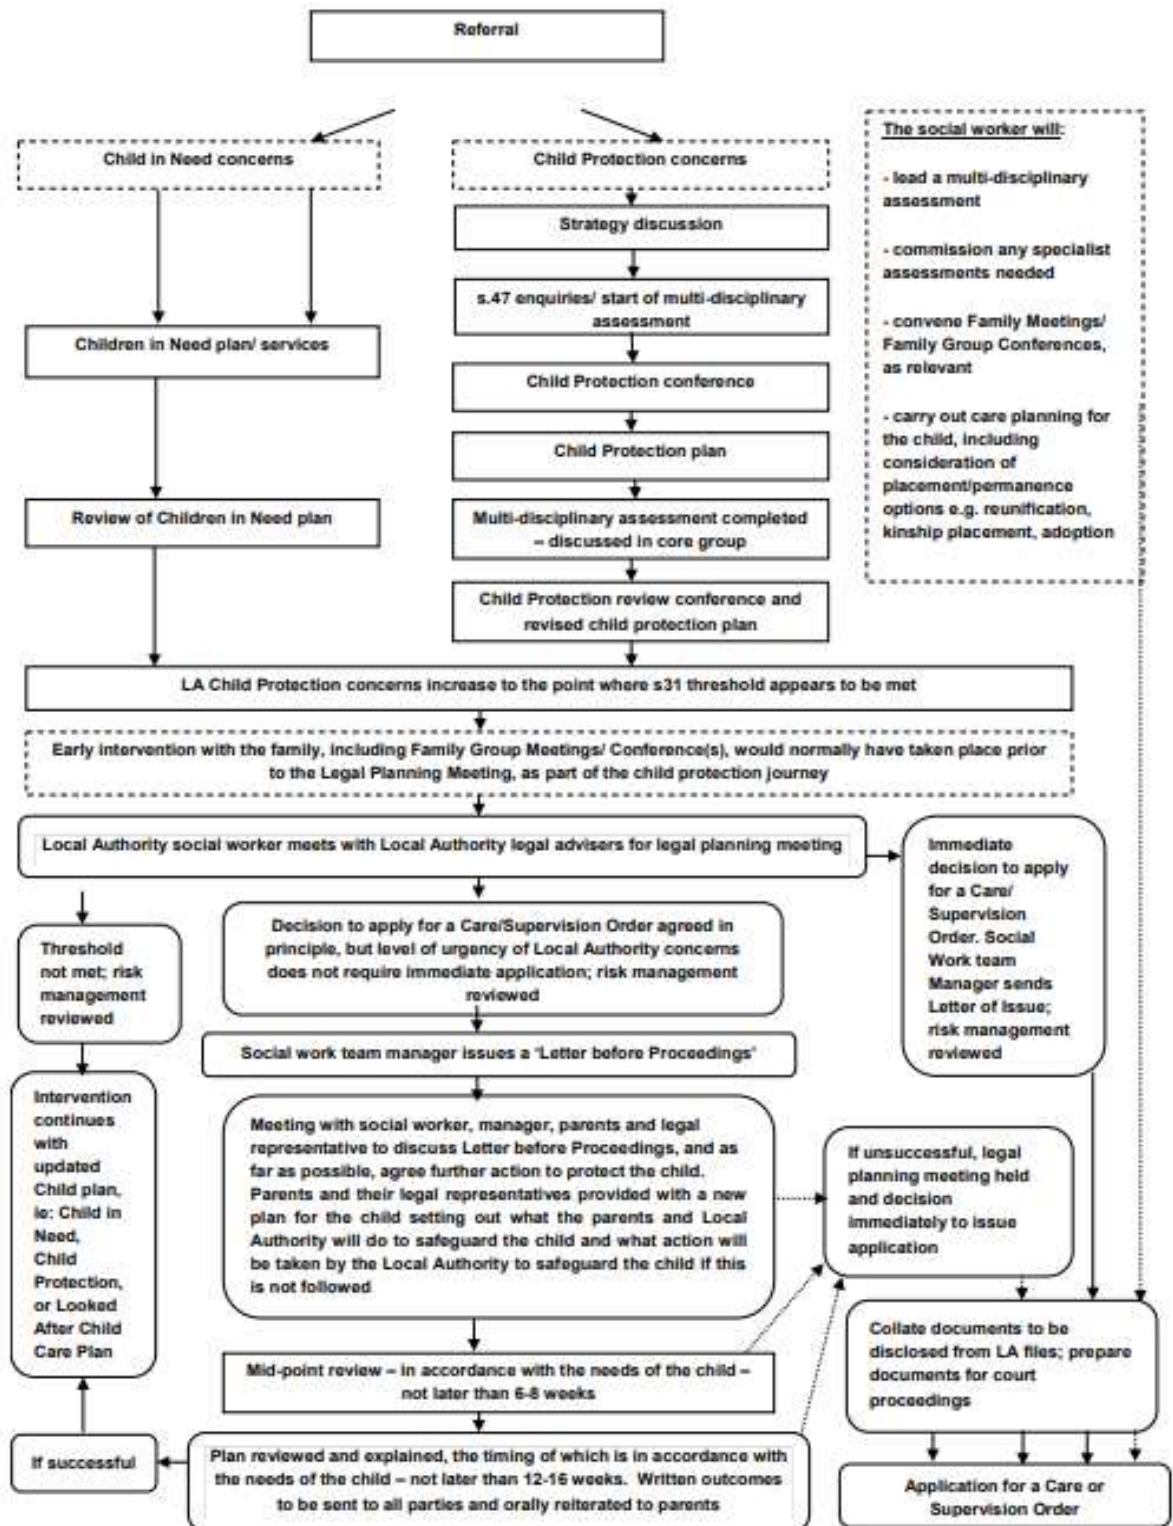 Referral
Child in Need concerns
Child Protection concerns
The social worker will:
- lead a multi-disciplinary
assessment
- commission any specialist
assessments needed
- convene Family Meetings/
Family Group Conferences,
as relevant
- carry out care planning for
the child, including
consideration of
placement/permanence
options e.g. reunification,
kinship placement, adoption
Strategy discussion
s.47 enquiries/ start of multi-disciplinary
assessment
Children in Need plan/ services
Child Protection conference
Child Protection plan
Review of Children in Need plan
Multi-disciplinary assessment completed
– discussed in core group
Child Protection review conference and
revised child protection plan
LA Child Protection concerns increase to the point where s31 threshold appears to be met
Early intervention with the family, including Family Group Meetings/ Conference(s), would normally have taken place prior
to the Legal Planning Meeting, as part of the child protection journey
Local Authority social worker meets with Local Authority legal advisers for legal planning meeting
Immediate
decision to apply
for a Care/
Supervision
Order. Social
Work team
Manager sends
Letter of Issue;
risk management
reviewed
Threshold
not met; risk
management
reviewed
Decision to apply for a Care/Supervision Order agreed in
principle, but level of urgency of Local Authority concerns
does not require immediate application; risk management
reviewed
Social work team manager issues a 'Letter before Proceedings'
Intervention
continues
with
updated
Child plan,
ie: Child in
Need,
Child
Protection,
or Looked
After Child
Care Plan
Meeting with social worker, manager, parents and legal
representative to discuss Letter before Proceedings, and as
far as possible, agree further action to protect the child.
Parents and their legal representatives provided with a new
plan for the child setting out what the parents and Local
Authority will do to safeguard the child and what action will
be taken by the Local Authority to safeguard the child if this
is not followed
If unsuccessful, legal
planning meeting held
and decision
immediately to issue
application
Mid-point review – in accordance with the needs of the child –
not later than 6-8 weeks
Collate documents to be
disclosed from LA files; prepare
documents for court
proceedings
If successful
Plan reviewed and explained, the timing of which is in accordance with
the needs of the child – not later than 12-16 weeks. Written outcomes
to be sent to all parties and orally reiterated to parents
Application for a Care or
Supervision Order